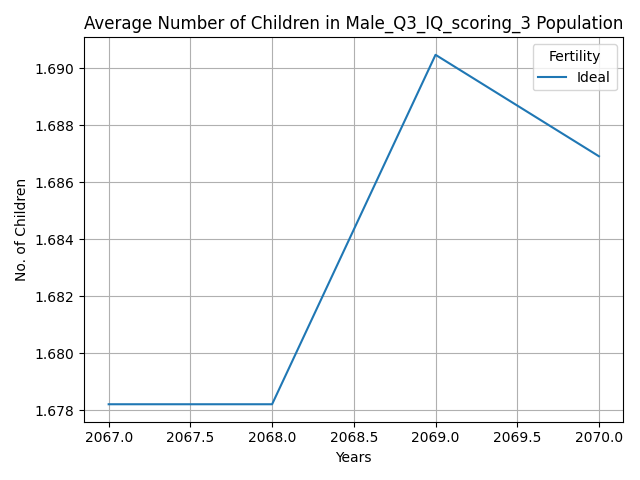 Average Number of Children in Male_Q3_IQ_scoring_3 Population
Fertility
Ideal
No. of Children
1.690
1.688
1.686
1.684
1.682
1.680
1.678
2067.0 2067.5 2068.0 2068.5 2069.0 2069.5 2070.0
Years